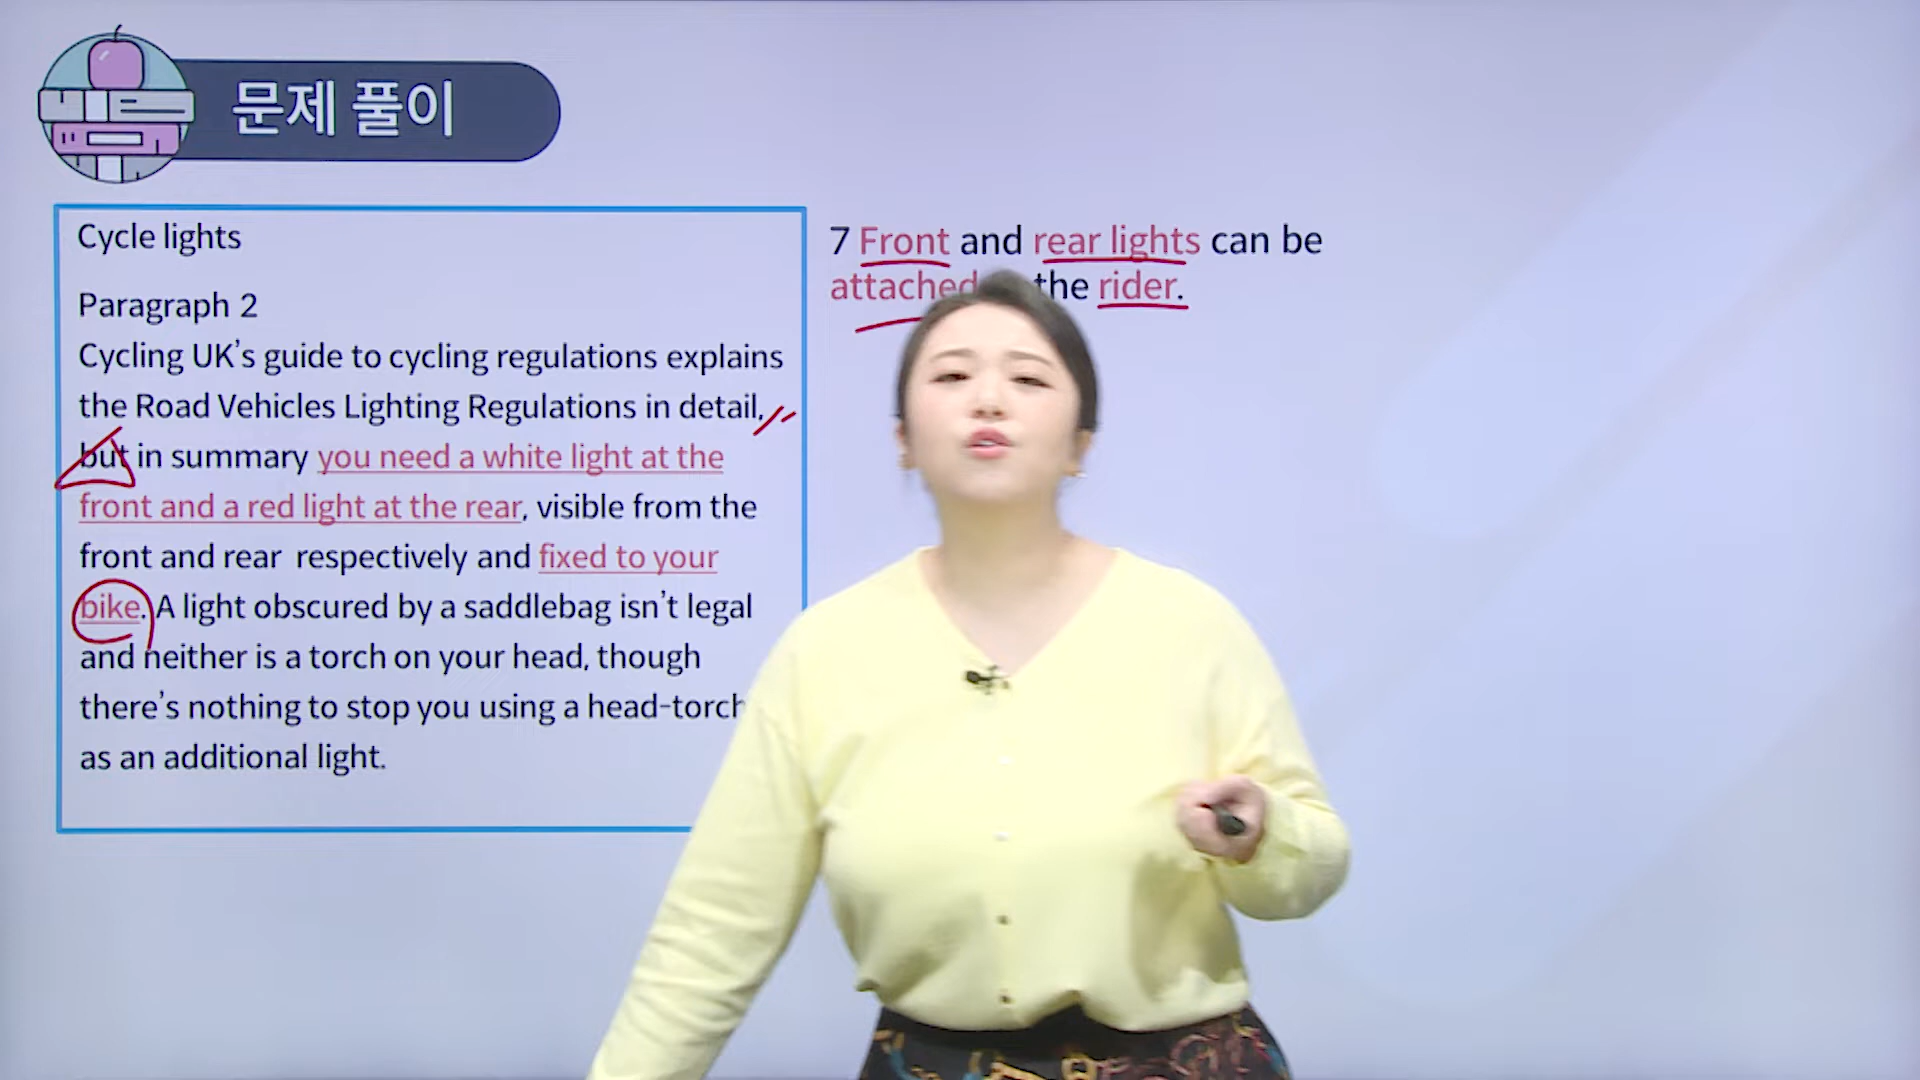 문제 풀이
Cycle lights
Paragraph 2
Cycling UK's guide to cycling regulations explains
the Road Vehicles Lighting Regulations in detail,
but in summary you need a white light at the
front and a red light at the rear, visible from the
front and rear respectively and fixed to your
bike. A light obscured by a saddlebag isn't legal
and neither is a torch on your head, though
there's nothing to stop you using a head-torch
as an additional light.
7 Front and rear lights can be
attached the rider.